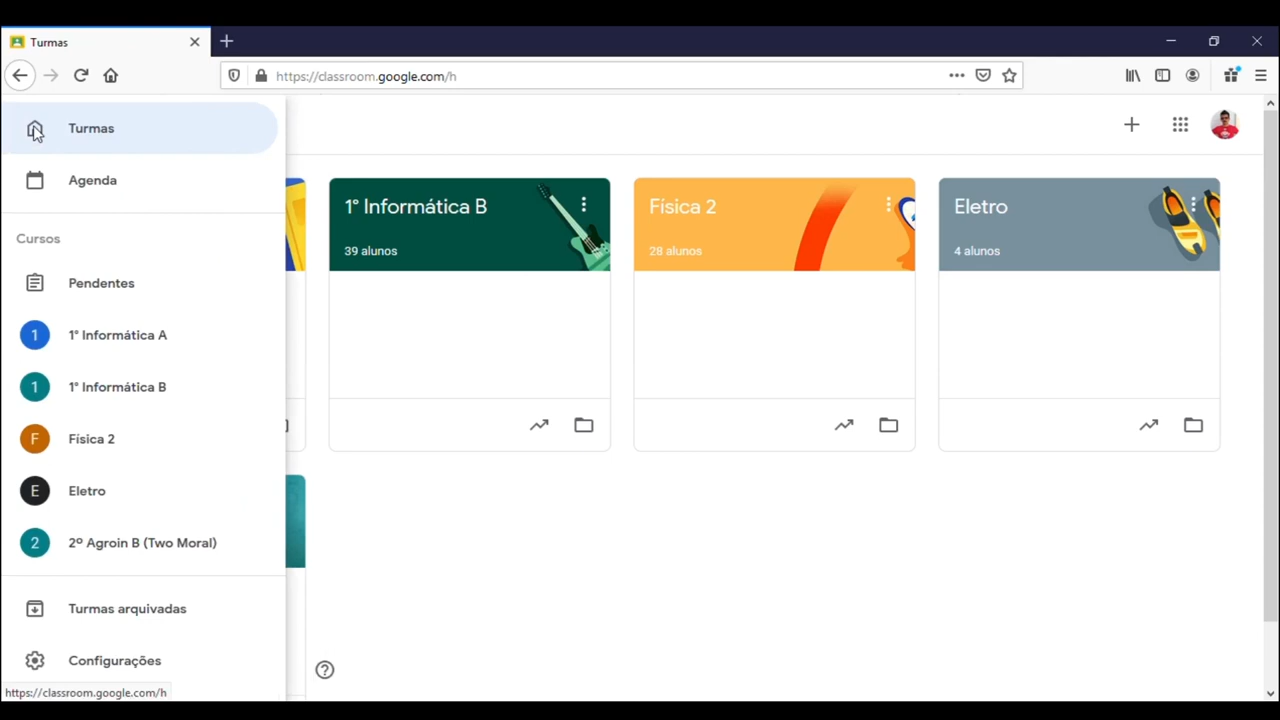 Turmas
https://classroom.google.com/h
Turmas
Agenda
Cursos
Pendentes
1 1° Informática A
1 1° Informática B
F Física 2
E Eletro
2 2º Agroin B (Two Moral)
Turmas arquivadas
Configurações
https://classroom.google.com/h
1° Informática B
39 alunos
Física 2
28 alunos
Eletro
4 alunos